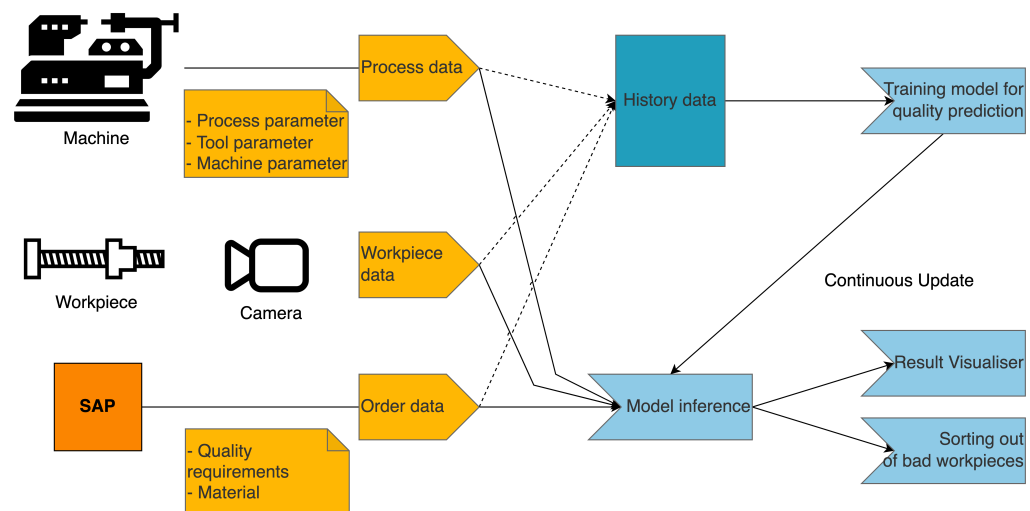 Process data
- Process parameter
- Tool parameter
- Machine parameter
Machine
History data
Training model for
quality prediction
Workpiece
data
Workpiece
Camera
Continuous Update
SAP
Order data
- Quality
requirements
- Material
Model inference
Result Visualiser
Sorting out
of bad workpieces